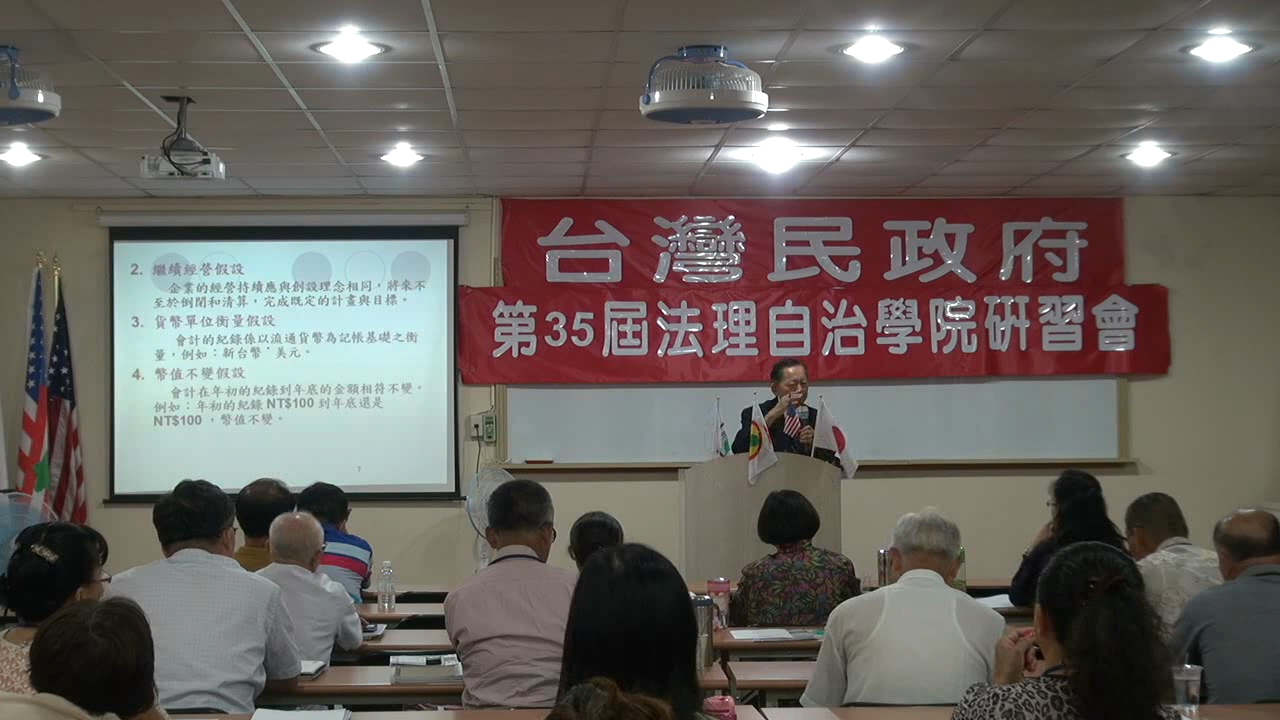 台灣民政府
第35屆法理自治學院研習會
2. 繼續經營假設
企業的經營持續應與創設理念相同，將來不
至於倒閉和清算，完成既定的計畫與目標。
3. 貨幣單位衡量假設
會計的紀錄係以流通貨幣為記帳基礎之衡
量，例如：新台幣、美元。
4. 幣值不變假設
會計在年初的紀錄到年底的金額相符不變。
例如：年初的紀錄 NT$100 到年底還是
NT$100，幣值不變。
7